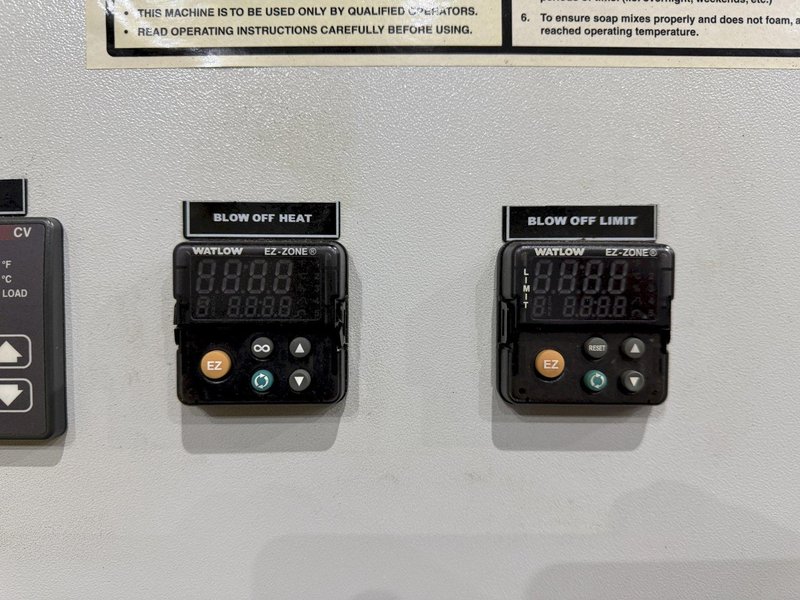 • THIS MACHINE IS TO BE USED ONLY BY QUALIFIED OPERATORS.
• READ OPERATING INSTRUCTIONS CAREFULLY BEFORE USING.
6. To ensure soap mixes properly and does not foam,
reached operating temperature.
CV
°F
°C
LOAD
BLOW OFF HEAT
WATLOW EZ-ZONE®
EZ
BLOW OFF LIMIT
WATLOW EZ-ZONE®
LIMIT
RESET
EZ